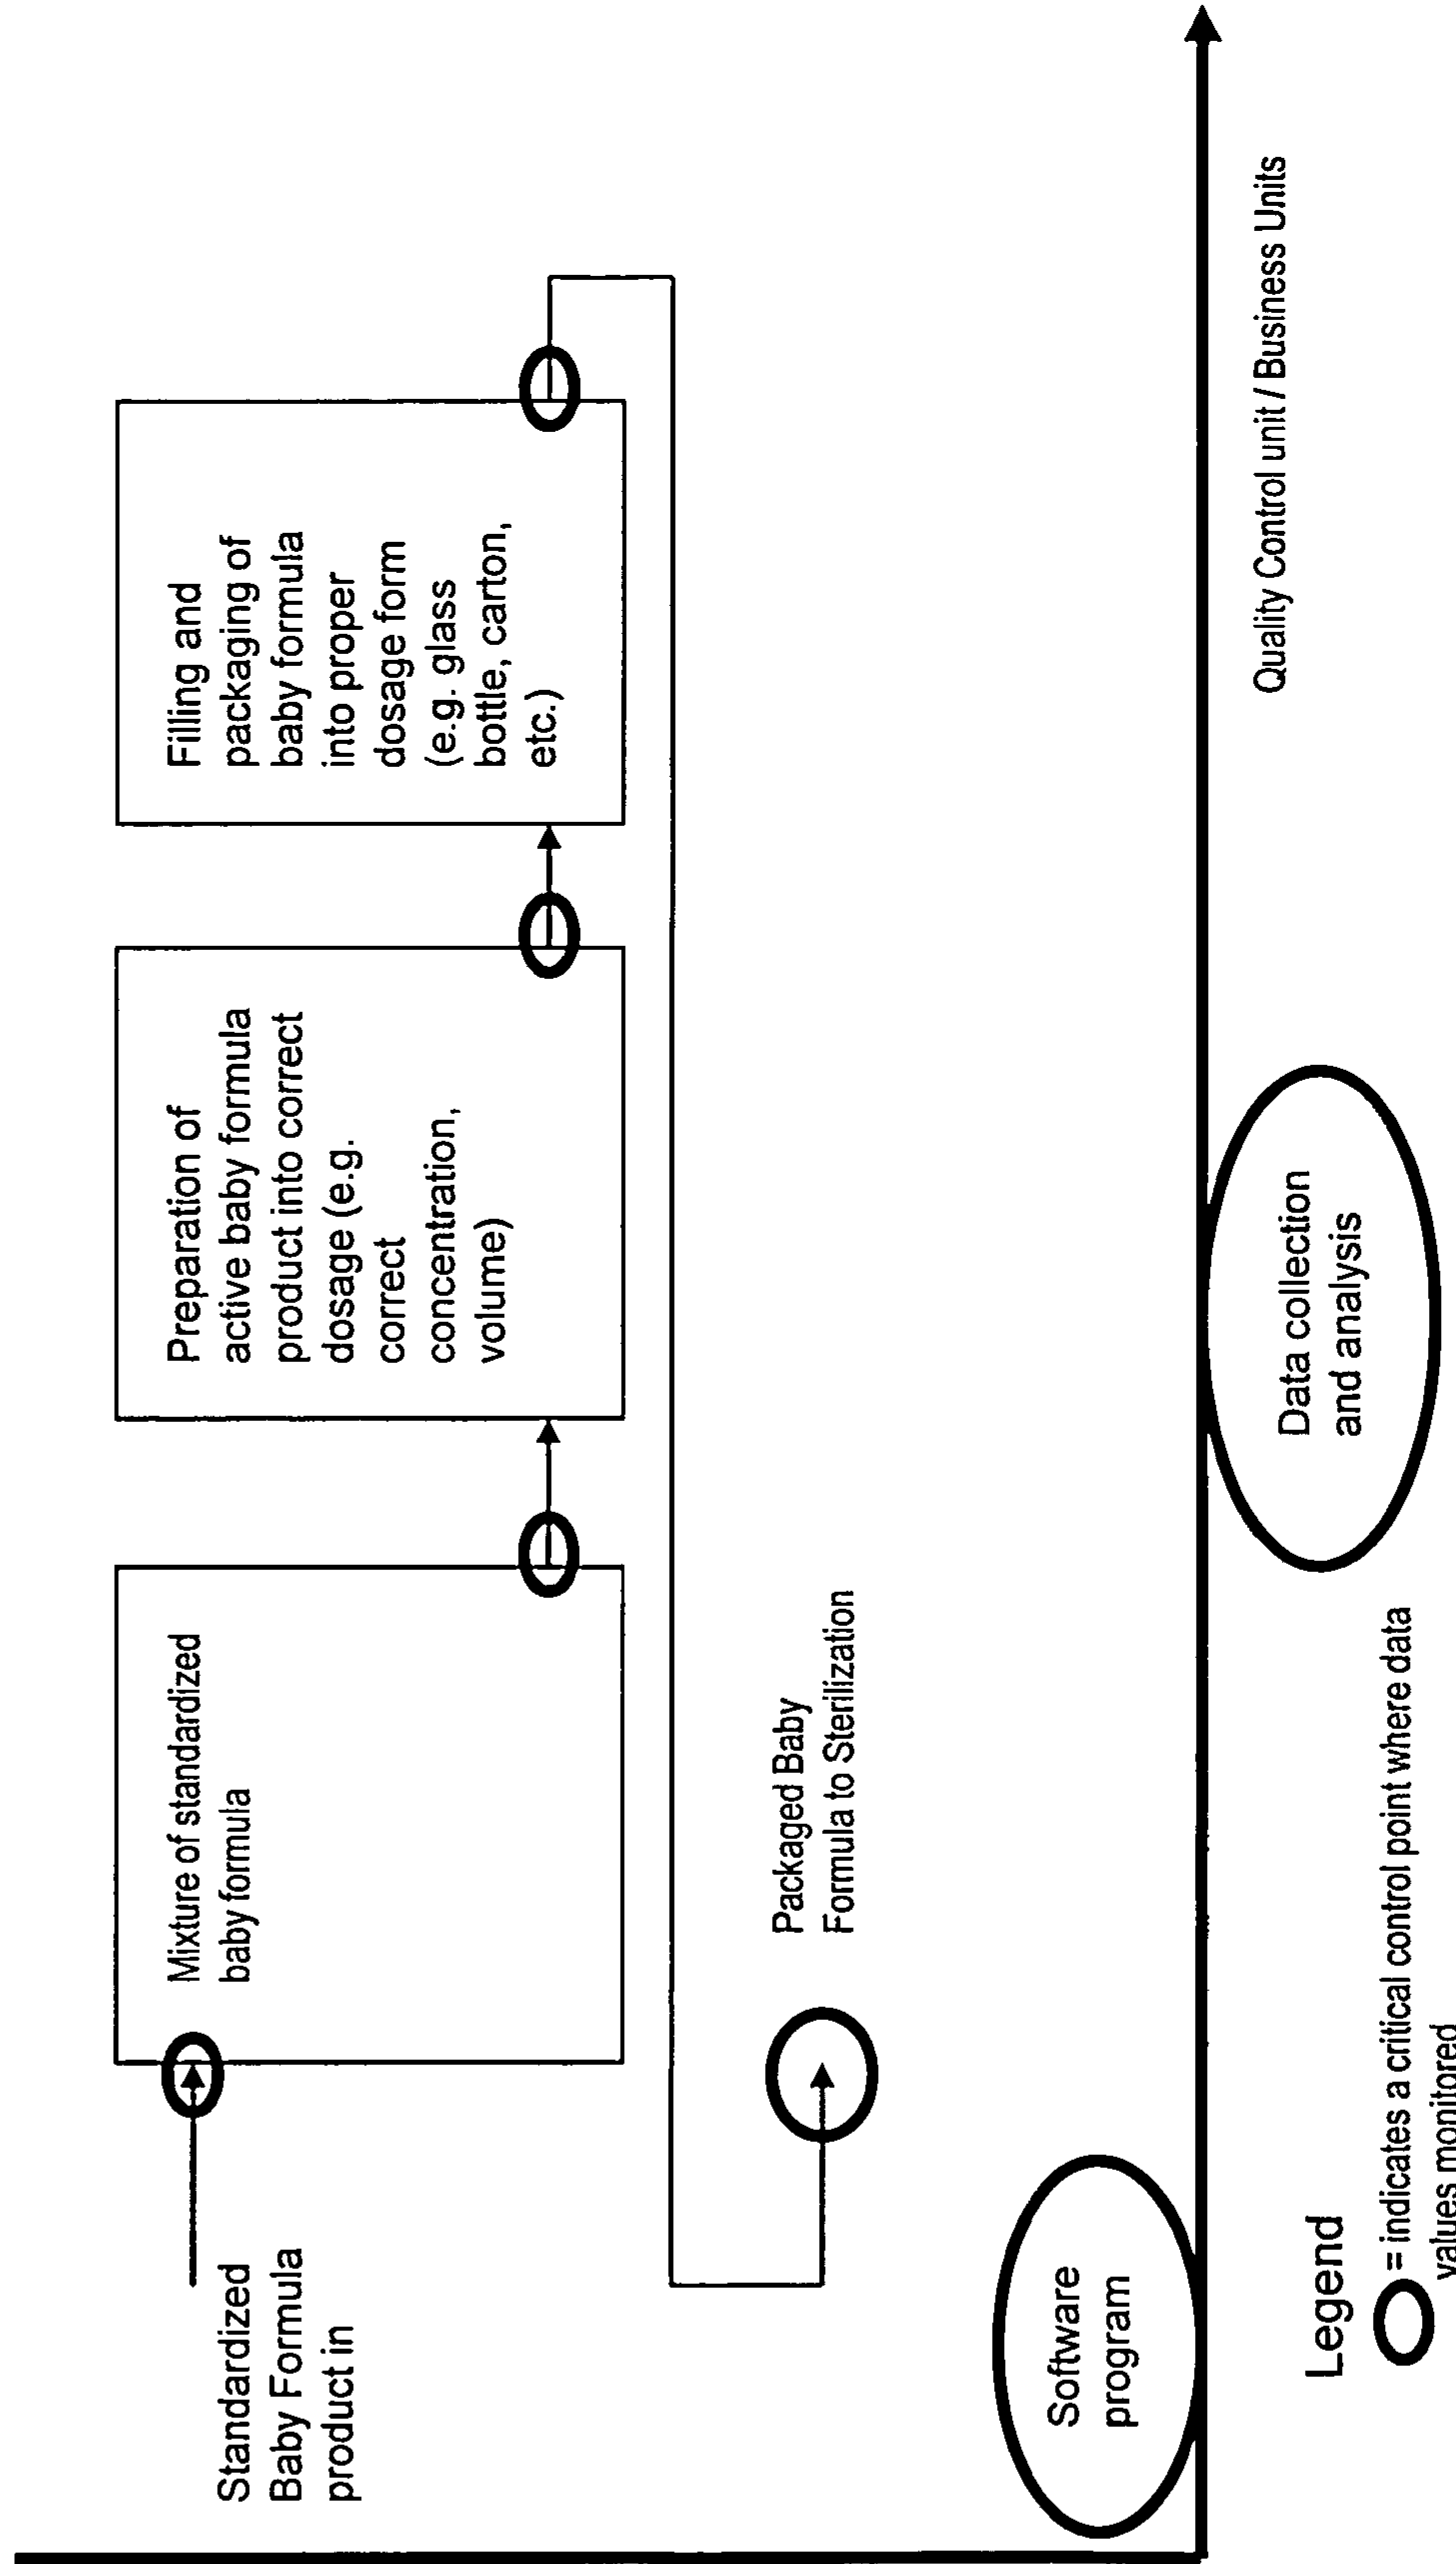 Standardized
Baby Formula
product in
Mixture of standardized
baby formula
Preparation of
active baby formula
product into correct
dosage (e.g.
correct
concentration,
volume)
Filling and
packaging of
baby formula
into proper
dosage form
(e.g. glass
bottle, carton,
etc.)
Packaged Baby
Formula to Sterilization
Software
program
Data collection
and analysis
Quality Control unit / Business Units
Legend
= indicates a critical control point where data
values monitored